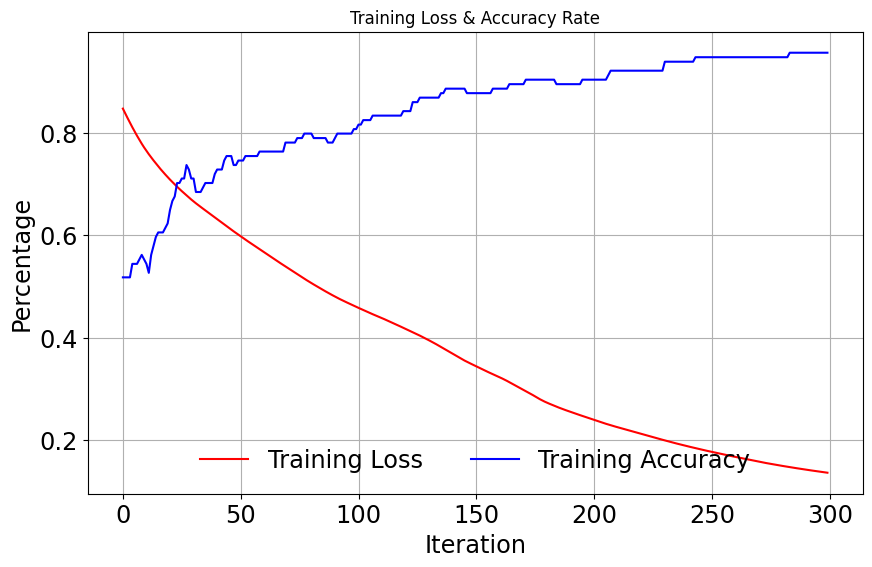 Training Loss & Accuracy Rate
0.8
0.6
0.4
0.2
Percentage
Training Loss
Training Accuracy
0
50
100
150
200
250
300
Iteration